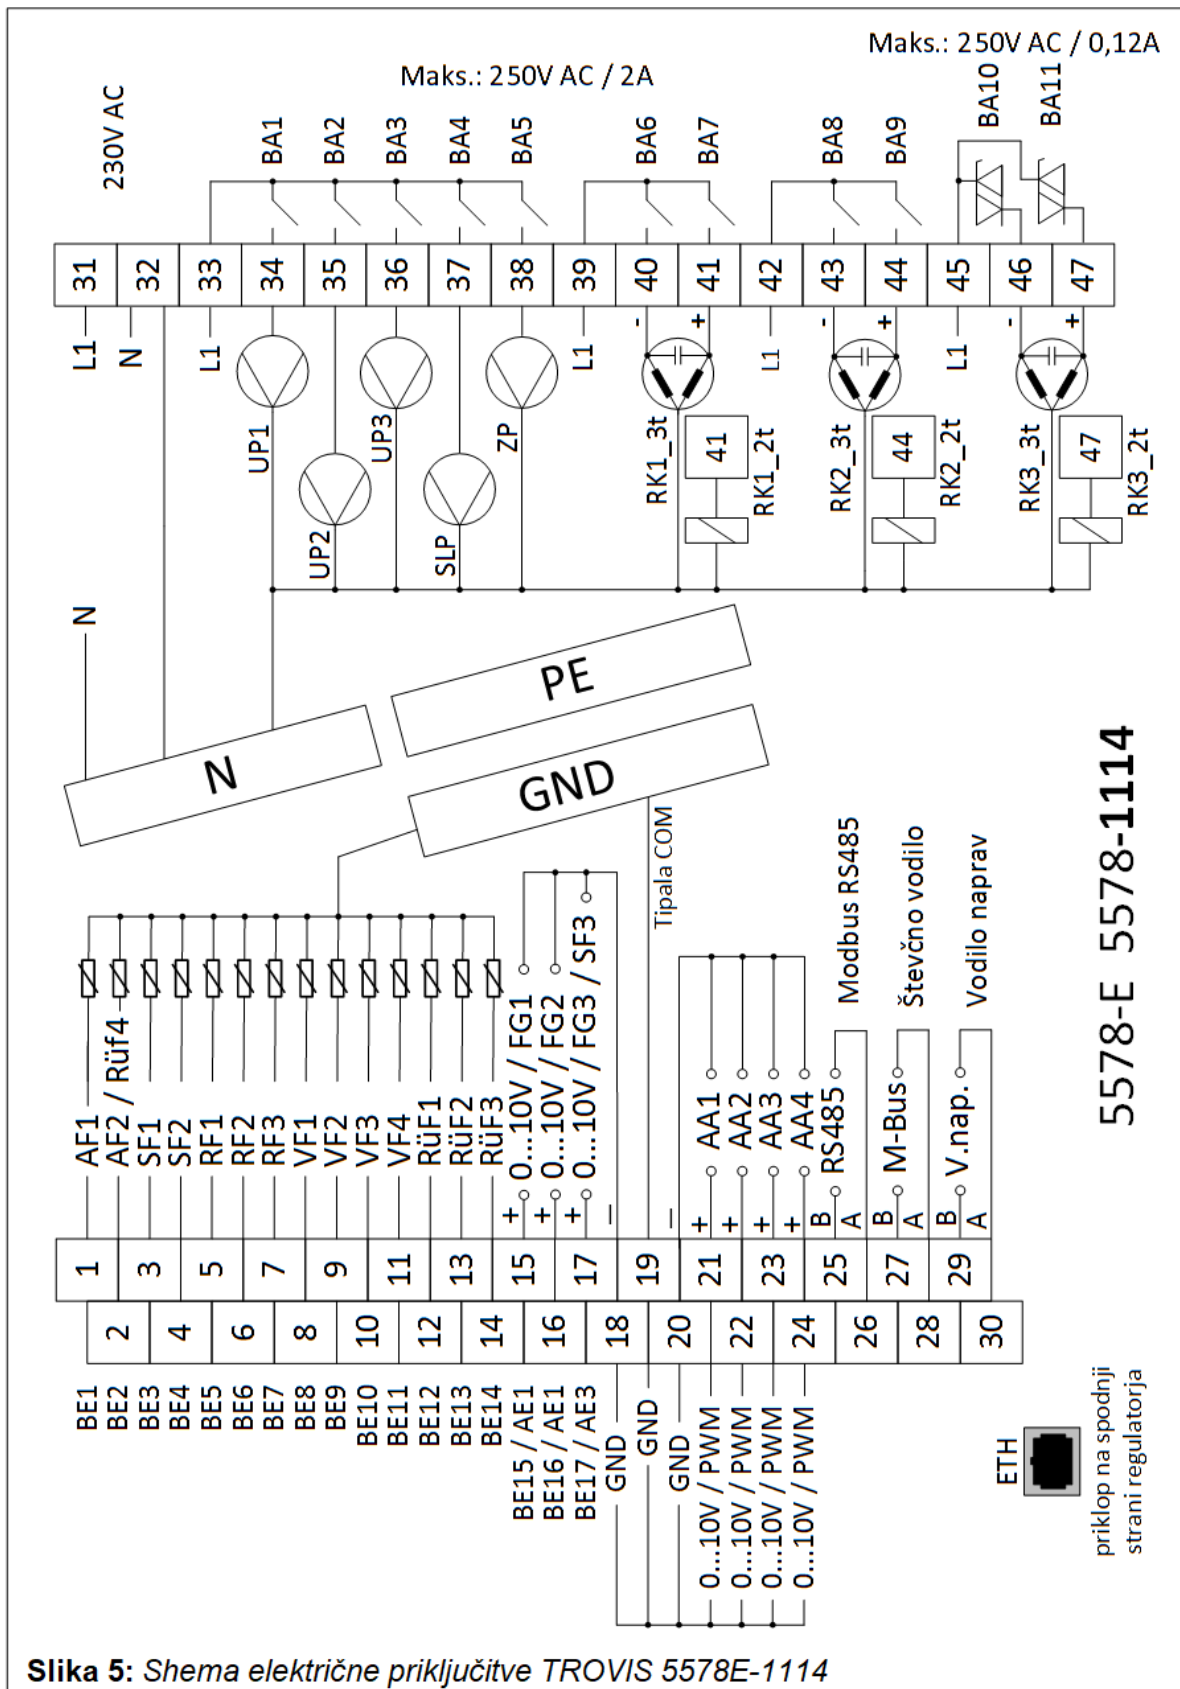 Maks.: 250V AC / 0,12A
Maks.: 250V AC / 2A
230V AC
BA1
BA2
BA3
BA4
BA5
BA6
BA7
BA8
BA9
BA10
BA11
31
32
33
34
35
36
37
38
39
40
41
42
43
44
45
46
47
L1
N
L1
L1
-
+
L1
-
+
L1
-
+
UP1
UP2
UP3
SLP
ZP
RK1_3t
41
RK1_2t
RK2_3t
44
RK2_2t
RK3_3t
47
RK3_2t
N
PE
N
GND
Tipala COM
5578-E 5578-1114
AF1
AF2 / Rüf4
SF1
SF2
RF1
RF2
RF3
VF1
VF2
VF3
VF4
RüF1
RüF2
RüF3
+ 0...10V / FG1
+ 0...10V / FG2
+ 0...10V / FG3 / SF3
–
–
+ AA1
+ AA2
+ AA3
+ AA4
B RS485
A
Modbus RS485
B M-Bus
A
Števčno vodilo
B V.nap.
A
Vodilo naprav
1
3
5
7
9
11
13
15
17
19
21
23
25
27
29
2
4
6
8
10
12
14
16
18
20
22
24
26
28
30
BE1
BE2
BE3
BE4
BE5
BE6
BE7
BE8
BE9
BE10
BE11
BE12
BE13
BE14
BE15 / AE1
BE16 / AE1
BE17 / AE3
GND
GND
GND
0...10V / PWM
0...10V / PWM
0...10V / PWM
0...10V / PWM
ETH
priklop na spodnji
strani regulatorja
Slika 5: Shema električne priključitve TROVIS 5578E-1114